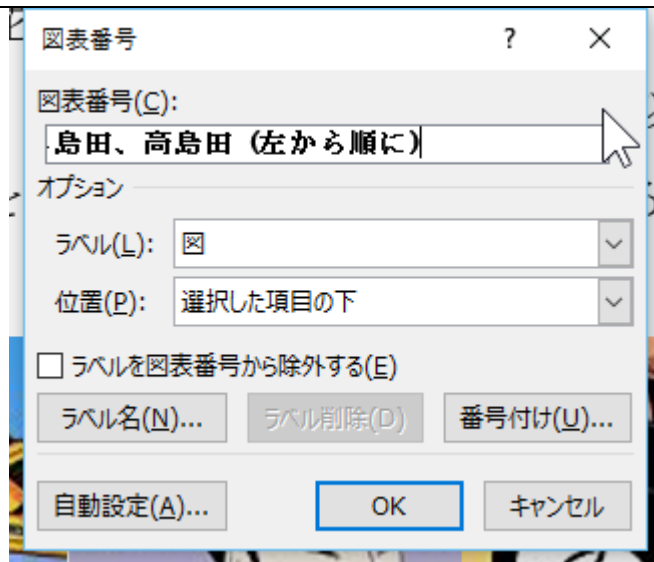 図表番号 ?
図表番号(C):
島田、高島田（左から順に）
オプション
ラベル(L): 図
位置(P): 選択した項目の下
ラベルを図表番号から除外する(E)
ラベル名(N)... ラベル削除(D) 番号付け(U)...
自動設定(A)... OK キャンセル